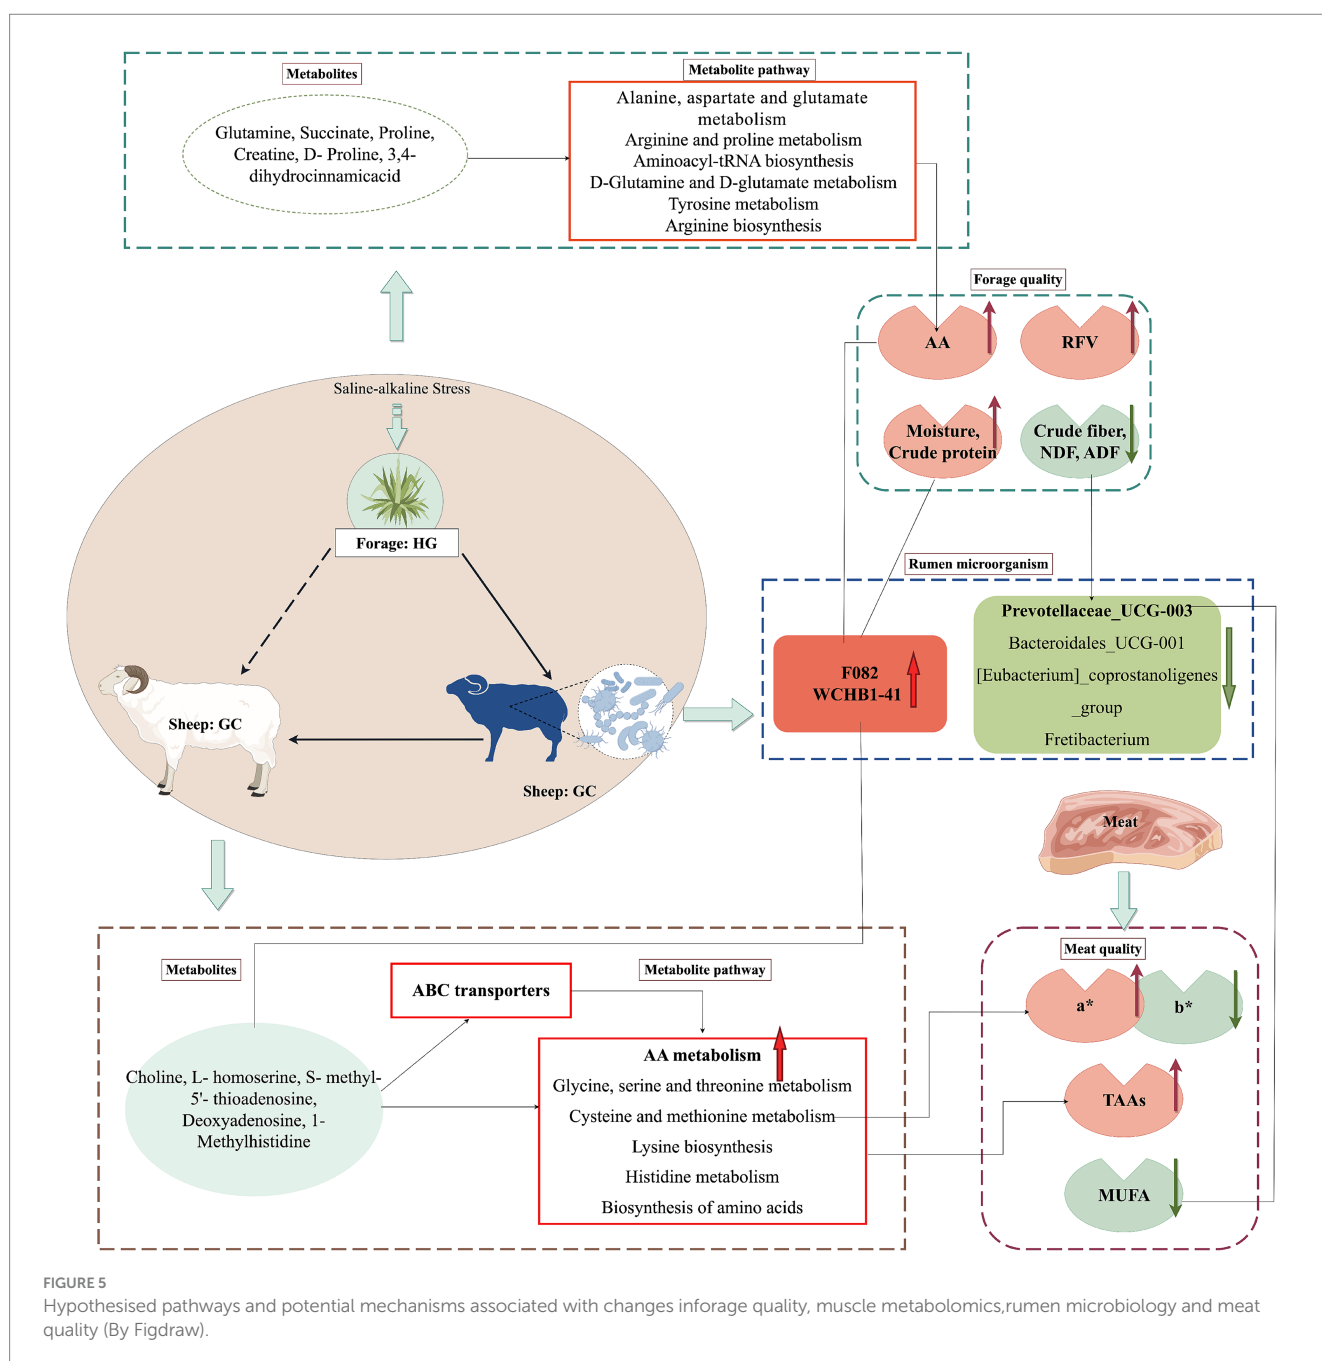 Metabolites
Metabolite pathway
Glutamine, Succinate, Proline,
Creatine, D- Proline, 3,4-
dihydrocinnamicacid
Alanine, aspartate and glutamate
metabolism
Arginine and proline metabolism
Aminoacyl-tRNA biosynthesis
D-Glutamine and D-glutamate metabolism
Tyrosine metabolism
Arginine biosynthesis
Forage quality
AA
RFV
Moisture,
Crude protein
Crude fiber,
NDF, ADF
Saline-alkaline Stress
Forage: HG
Sheep: GC
Sheep: GC
Rumen microorganism
F082
WCHB1-41
Prevotellaceae_UCG-003
Bacteroidales_UCG-001
[Eubacterium]_coprostanoligenes
_group
Fretibacterium
Meat
Metabolites
Metabolite pathway
ABC transporters
Choline, L- homoserine, S- methyl-
5'- thioadenosine,
Deoxyadenosine, 1-
Methylhistidine
AA metabolism
Glycine, serine and threonine metabolism
Cysteine and methionine metabolism
Lysine biosynthesis
Histidine metabolism
Biosynthesis of amino acids
Meat quality
a*
b*
TAAs
MUFA
FIGURE 5
Hypothesised pathways and potential mechanisms associated with changes inforage quality, muscle metabolomics,rumen microbiology and meat
quality (By Figdraw).